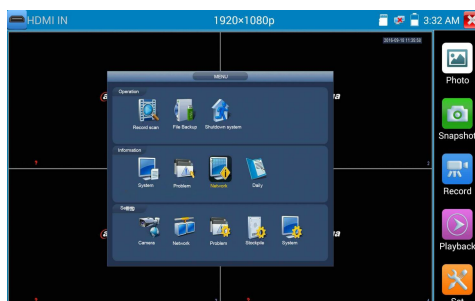 HDMI IN
1920×1080p
3:32 AM
MENU
Operation
Record scan
File Backup
Shutdown system
Information
System
Problem
Network
Daily
Camera
Network
Problem
Stockpile
System
Photo
Snapshot
Record
Playback
Set